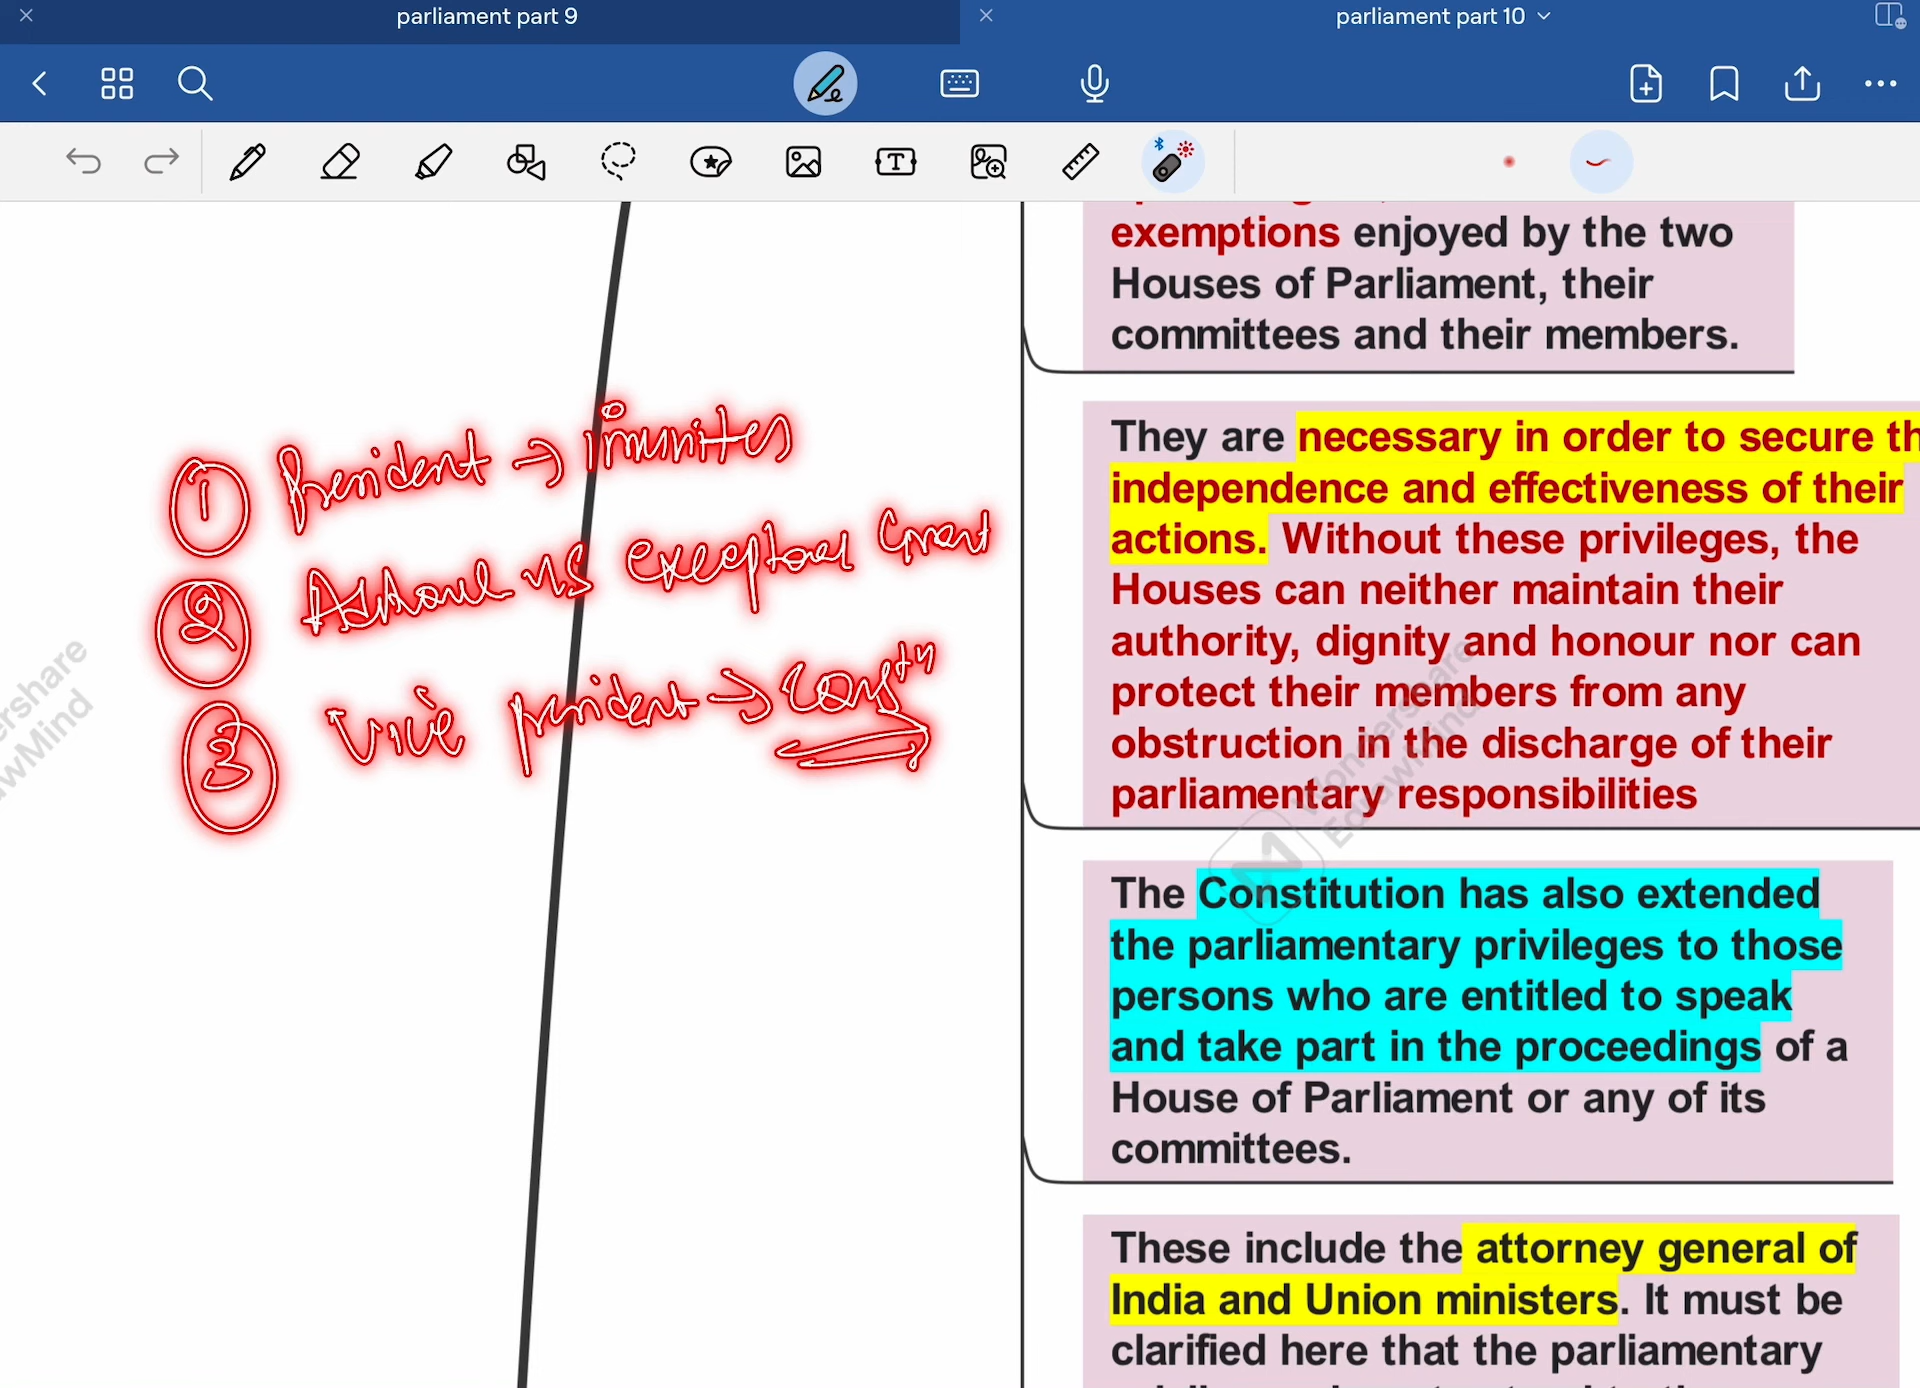 parliament part 9
parliament part 10
exemptions enjoyed by the two
Houses of Parliament, their
committees and their members.
① President → imunites
② vs exceptional Grant
③ Vice president → 
They are necessary in order to secure th
independence and effectiveness of their
actions. Without these privileges, the
Houses can neither maintain their
authority, dignity and honour nor can
protect their members from any
obstruction in the discharge of their
parliamentary responsibilities
The Constitution has also extended
the parliamentary privileges to those
persons who are entitled to speak
and take part in the proceedings of a
House of Parliament or any of its
committees.
These include the attorney general of
India and Union ministers. It must be
clarified here that the parliamentary
ershare
wMind
Wondershare
EdrawMind